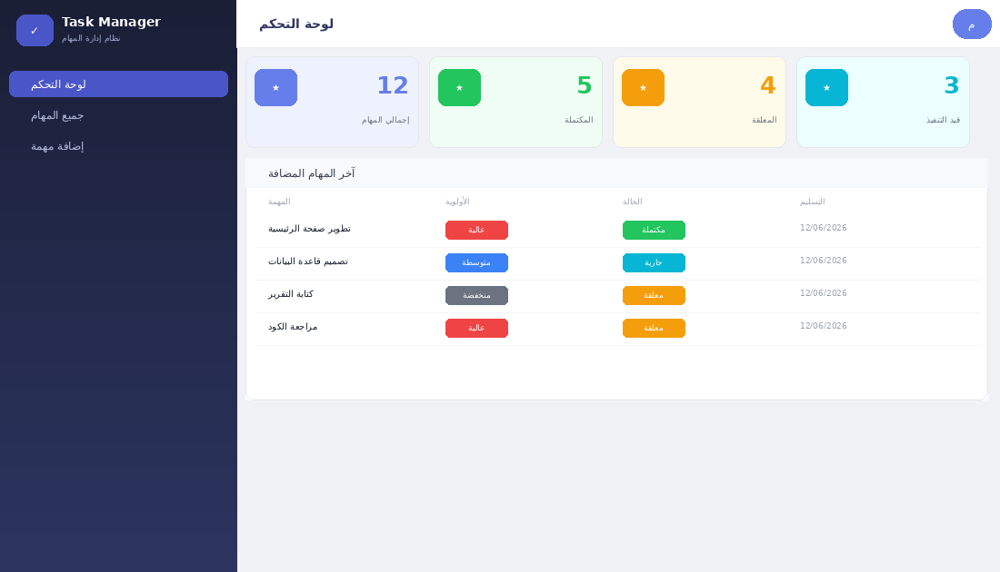 ✓
Task Manager
نظام إدارة المهام
لوحة التحكم
جميع المهام
إضافة مهمة
لوحة التحكم
م
★ 12
إجمالي المهام
★ 5
المكتملة
★ 4
المعلقة
★ 3
قيد التنفيذ
آخر المهام المضافة
المهمة الأولوية الحالة التسليم
تطوير صفحة الرئيسية عالية مكتملة 12/06/2026
تصميم قاعدة البيانات متوسطة جارية 12/06/2026
كتابة التقرير منخفضة معلقة 12/06/2026
مراجعة الكود عالية معلقة 12/06/2026